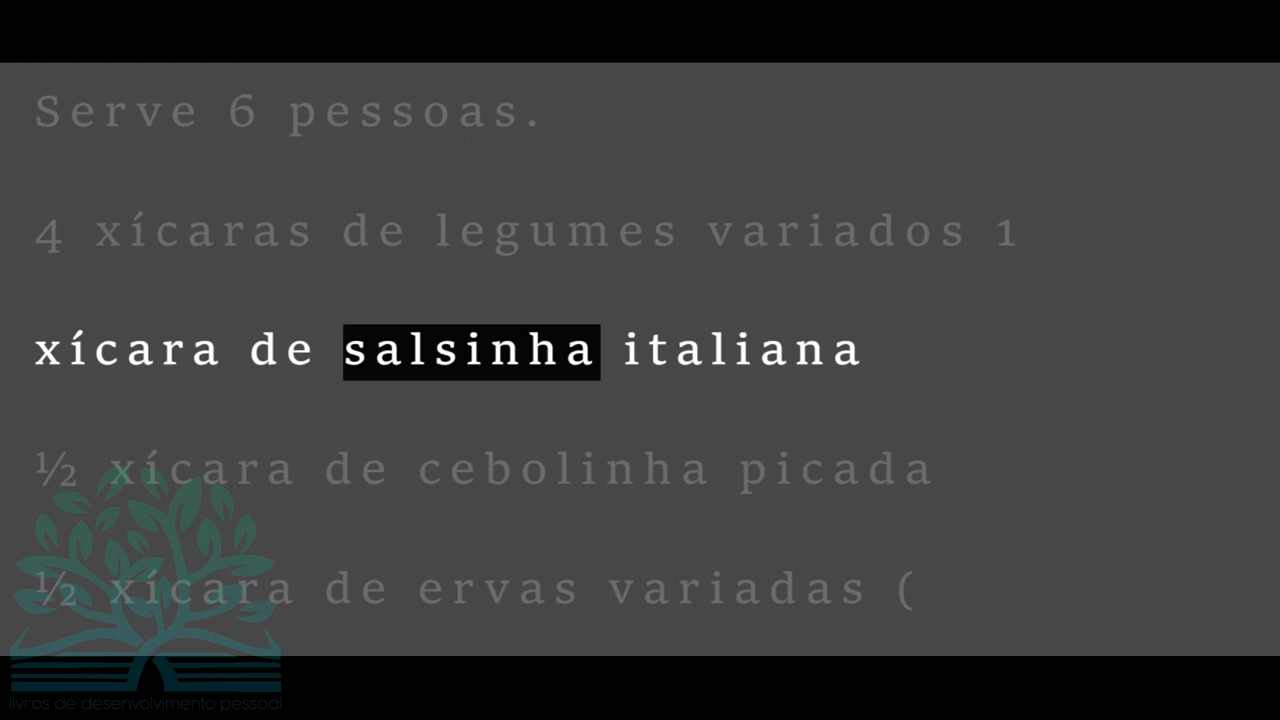 Serve 6 pessoas.
4 xícaras de legumes variados 1
xícara de salsinha italiana
½ xícara de cebolinha picada
½ xícara de ervas variadas (
livros de desenvolvimento pessoal